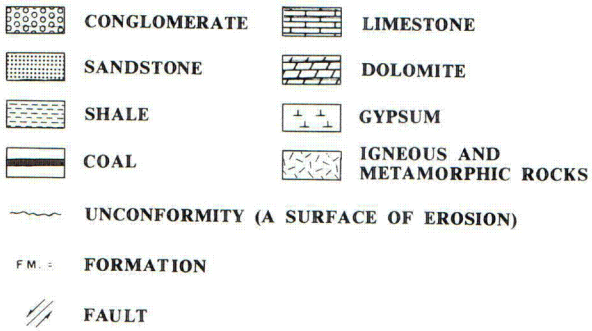 CONGLOMERATE
LIMESTONE
SANDSTONE
DOLOMITE
SHALE
GYPSUM
COAL
IGNEOUS AND
METAMORPHIC ROCKS
UNCONFORMITY (A SURFACE OF EROSION)
FM. = FORMATION
FAULT